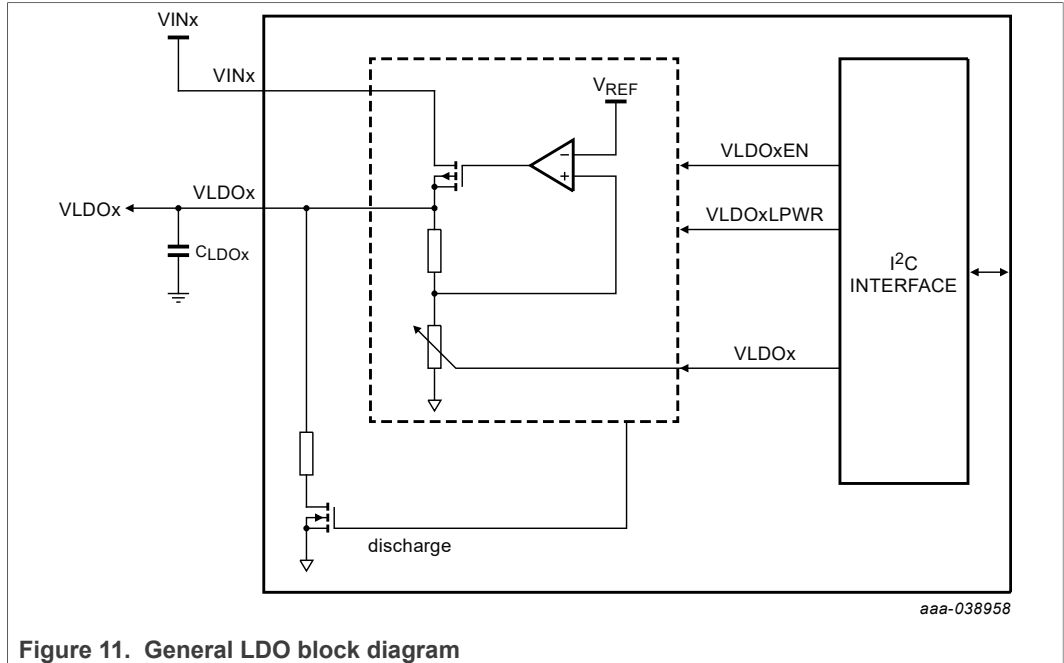 VINx
VINx
VREF
−
+
VLDOxEN
VLDOx
VLDOx
VLDOxLPWR
CLDOx
I2C
INTERFACE
VLDOx
discharge
aaa-038958
Figure 11. General LDO block diagram